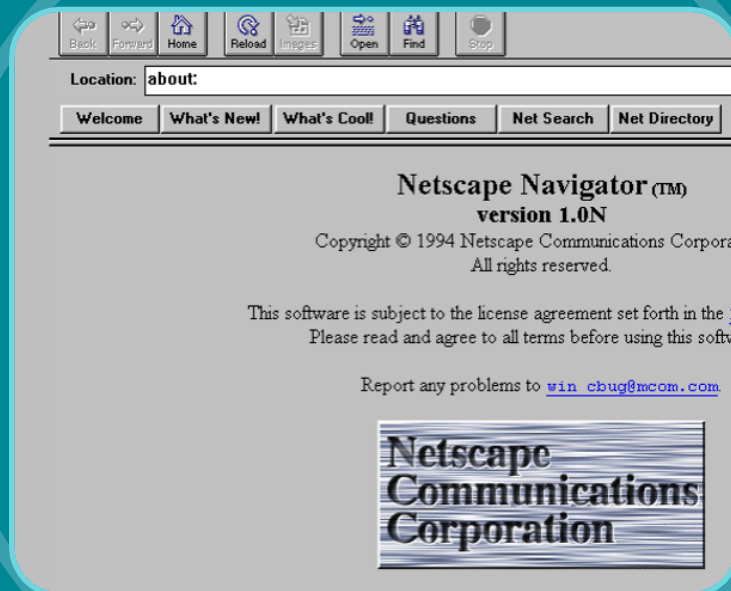 Back Forward Home Reload Images Open Find Stop
Location: about:
Welcome What's New! What's Cool! Questions Net Search Net Directory
Netscape Navigator (TM)
version 1.0N
Copyright © 1994 Netscape Communications
All rights reserved.
This software is subject to the license agreement set forth in the
Please read and agree to all terms before using this
Report any problems to win_cbug@mcom.com.
Netscape
Communications
Corporation